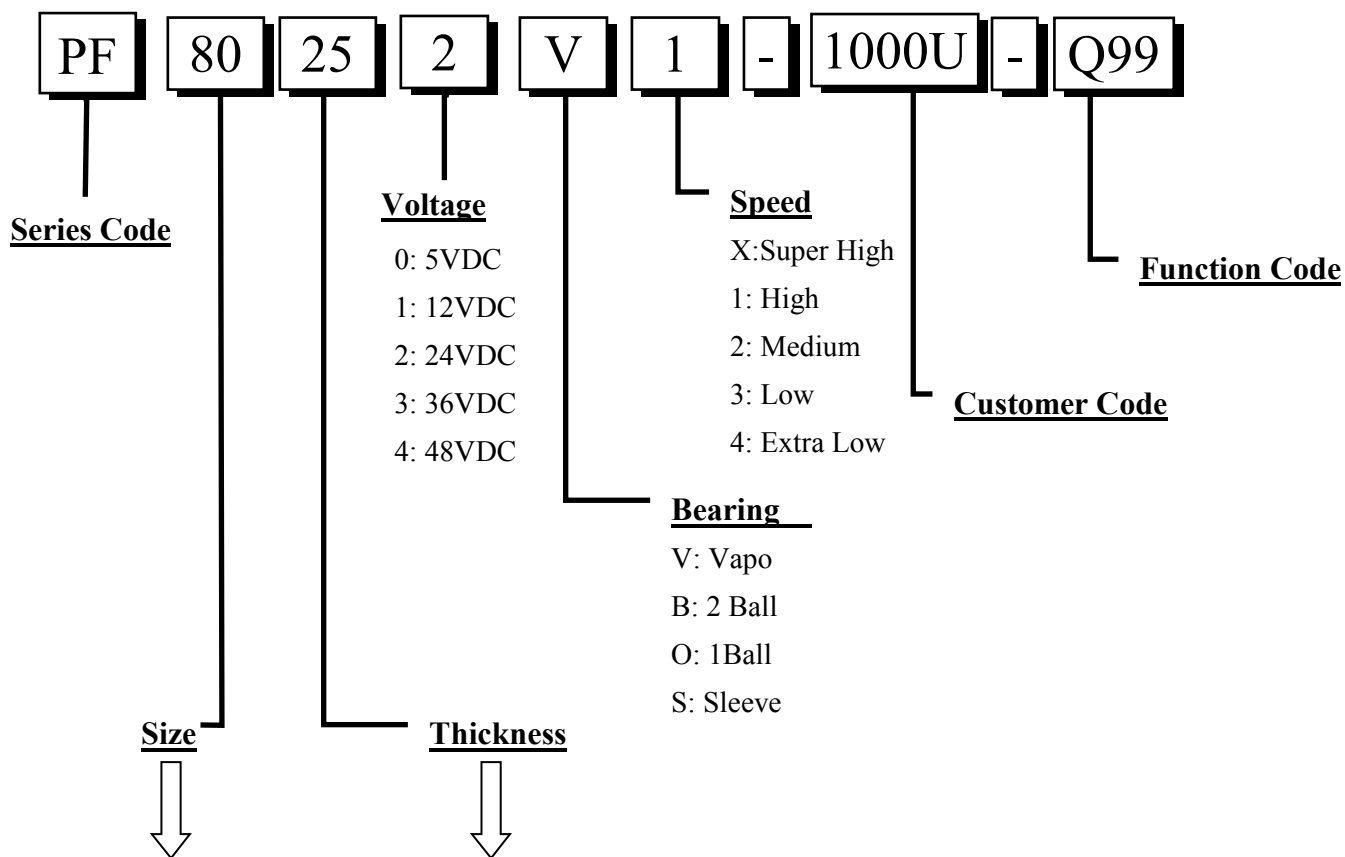 PF 80 25 2 V 1 - 1000U - Q99
Series Code
Voltage
0: 5VDC
1: 12VDC
2: 24VDC
3: 36VDC
4: 48VDC
Speed
X:Super High
1: High
2: Medium
3: Low
4: Extra Low
Function Code
Customer Code
Bearing
V: Vapo
B: 2 Ball
O: 1Ball
S: Sleeve
Size
Thickness